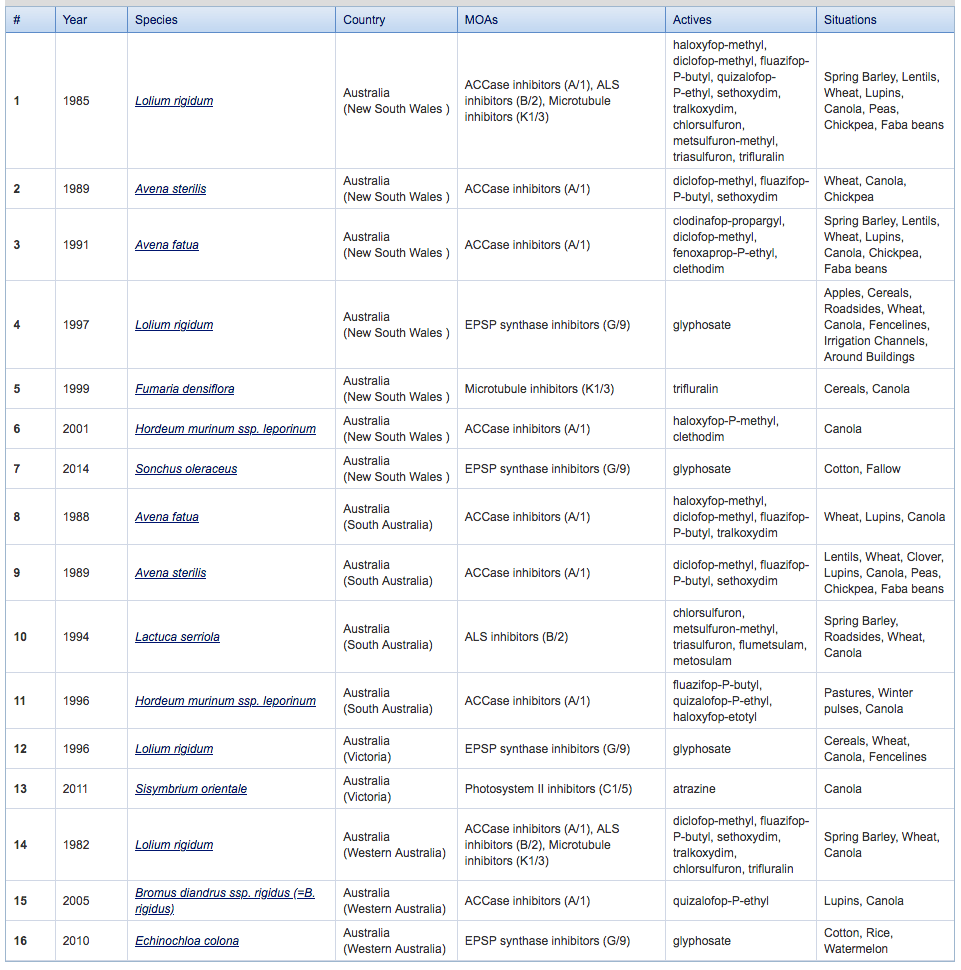 # Year Species Country MOAs Actives Situations
1 1985 Lolium rigidum Australia
(New South Wales ) ACCase inhibitors (A/1), ALS
inhibitors (B/2), Microtubule
inhibitors (K1/3) haloxyfop-methyl,
diclofop-methyl, fluazifop-
P-butyl, quizalofop-
P-ethyl, sethoxydim,
tralkoxydim,
chlorsulfuron,
metsulfuron-methyl,
triasulfuron, trifluralin Spring Barley, Lentils,
Wheat, Lupins,
Canola, Peas,
Chickpea, Faba beans
2 1989 Avena sterilis Australia
(New South Wales ) ACCase inhibitors (A/1) diclofop-methyl, fluazifop-
P-butyl, sethoxydim Wheat, Canola,
Chickpea
3 1991 Avena fatua Australia
(New South Wales ) ACCase inhibitors (A/1) clodinafop-propargyl,
diclofop-methyl,
fenoxaprop-P-ethyl,
clethodim Spring Barley, Lentils,
Wheat, Lupins,
Canola, Chickpea,
Faba beans
4 1997 Lolium rigidum Australia
(New South Wales ) EPSP synthase inhibitors (G/9) glyphosate Apples, Cereals,
Roadsides, Wheat,
Canola, Fencelines,
Irrigation Channels,
Around Buildings
5 1999 Fumaria densiflora Australia
(New South Wales ) Microtubule inhibitors (K1/3) trifluralin Cereals, Canola
6 2001 Hordeum murinum ssp. leporinum Australia
(New South Wales ) ACCase inhibitors (A/1) haloxyfop-P-methyl,
clethodim Canola
7 2014 Sonchus oleraceus Australia
(New South Wales ) EPSP synthase inhibitors (G/9) glyphosate Cotton, Fallow
8 1988 Avena fatua Australia
(South Australia) ACCase inhibitors (A/1) haloxyfop-methyl,
diclofop-methyl, fluazifop-
P-butyl, tralkoxydim Wheat, Lupins, Canola
9 1989 Avena sterilis Australia
(South Australia) ACCase inhibitors (A/1) diclofop-methyl, fluazifop-
P-butyl, sethoxydim Lentils, Wheat, Clover,
Lupins, Canola, Peas,
Chickpea, Faba beans
10 1994 Lactuca serriola Australia
(South Australia) ALS inhibitors (B/2) chlorsulfuron,
metsulfuron-methyl,
triasulfuron, flumetsulam,
metosulam Spring Barley,
Roadsides, Wheat,
Canola
11 1996 Hordeum murinum ssp. leporinum Australia
(South Australia) ACCase inhibitors (A/1) fluazifop-P-butyl,
quizalofop-P-ethyl,
haloxyfop-etotyl Pastures, Winter
pulses, Canola
12 1996 Lolium rigidum Australia
(Victoria) EPSP synthase inhibitors (G/9) glyphosate Cereals, Wheat,
Canola, Fencelines
13 2011 Sisymbrium orientale Australia
(Victoria) Photosystem II inhibitors (C1/5) atrazine Canola
14 1982 Lolium rigidum Australia
(Western Australia) ACCase inhibitors (A/1), ALS
inhibitors (B/2), Microtubule
inhibitors (K1/3) diclofop-methyl, fluazifop-
P-butyl, sethoxydim,
tralkoxydim,
chlorsulfuron, trifluralin Spring Barley, Wheat,
Canola
15 2005 Bromus diandrus ssp. rigidus (=B.
rigidus) Australia
(Western Australia) ACCase inhibitors (A/1) quizalofop-P-ethyl Lupins, Canola
16 2010 Echinochloa colona Australia
(Western Australia) EPSP synthase inhibitors (G/9) glyphosate Cotton, Rice,
Watermelon